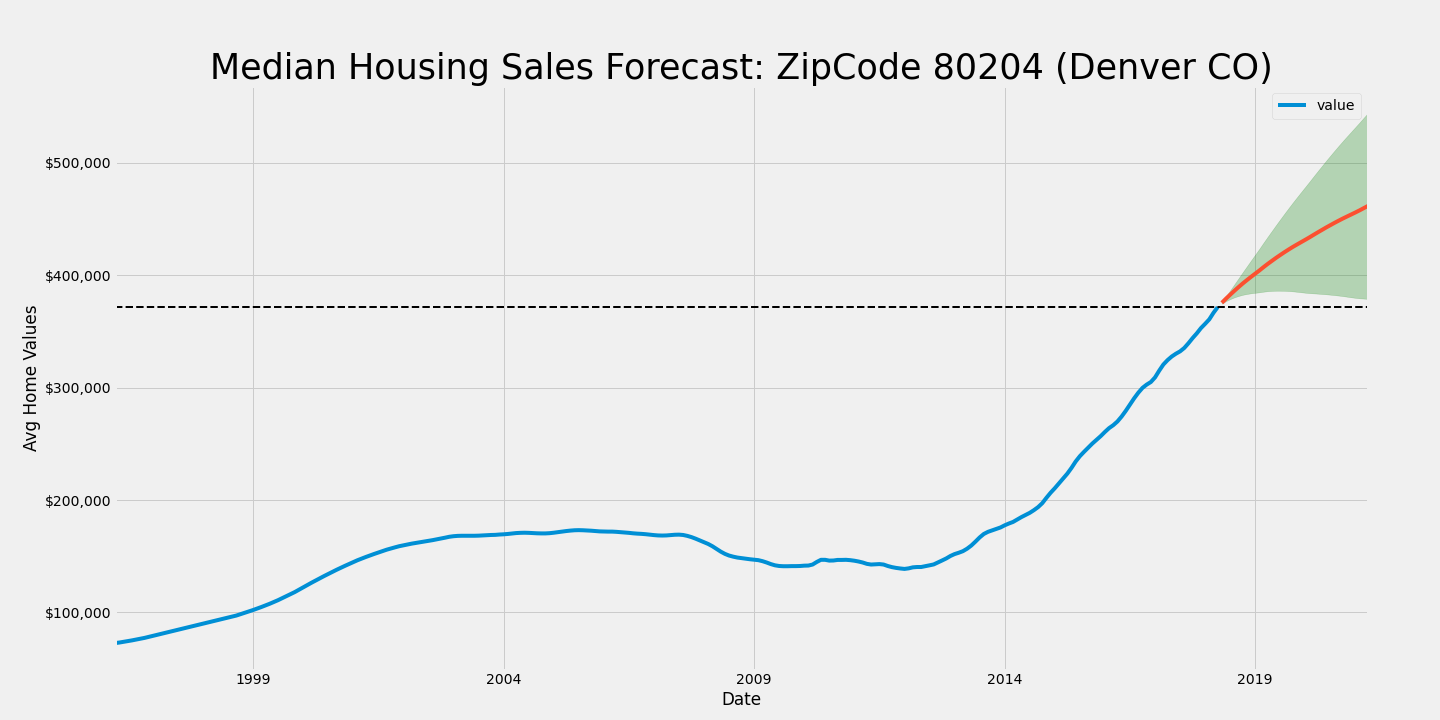 Median Housing Sales Forecast: ZipCode 80204 (Denver CO)
value
$500,000
$400,000
$300,000
$200,000
$100,000
Avg Home Values
1999 2004 2009 2014 2019
Date